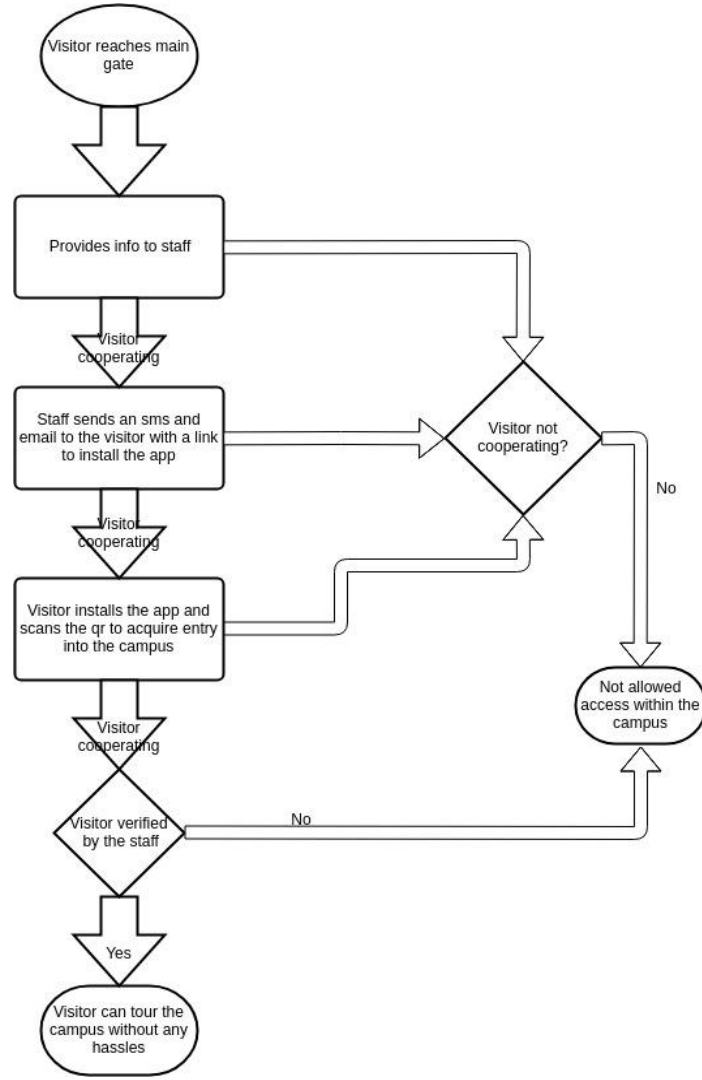 Visitor reaches main
gate
Provides info to staff
Visitor
cooperating
Staff sends an sms and
email to the visitor with a link
to install the app
Visitor not
cooperating?
No
Visitor
cooperating
Visitor installs the app and
scans the qr to acquire entry
into the campus
Not allowed
access within the
campus
Visitor
cooperating
Visitor verified
by the staff
No
Yes
Visitor can tour the
campus without any
hassles